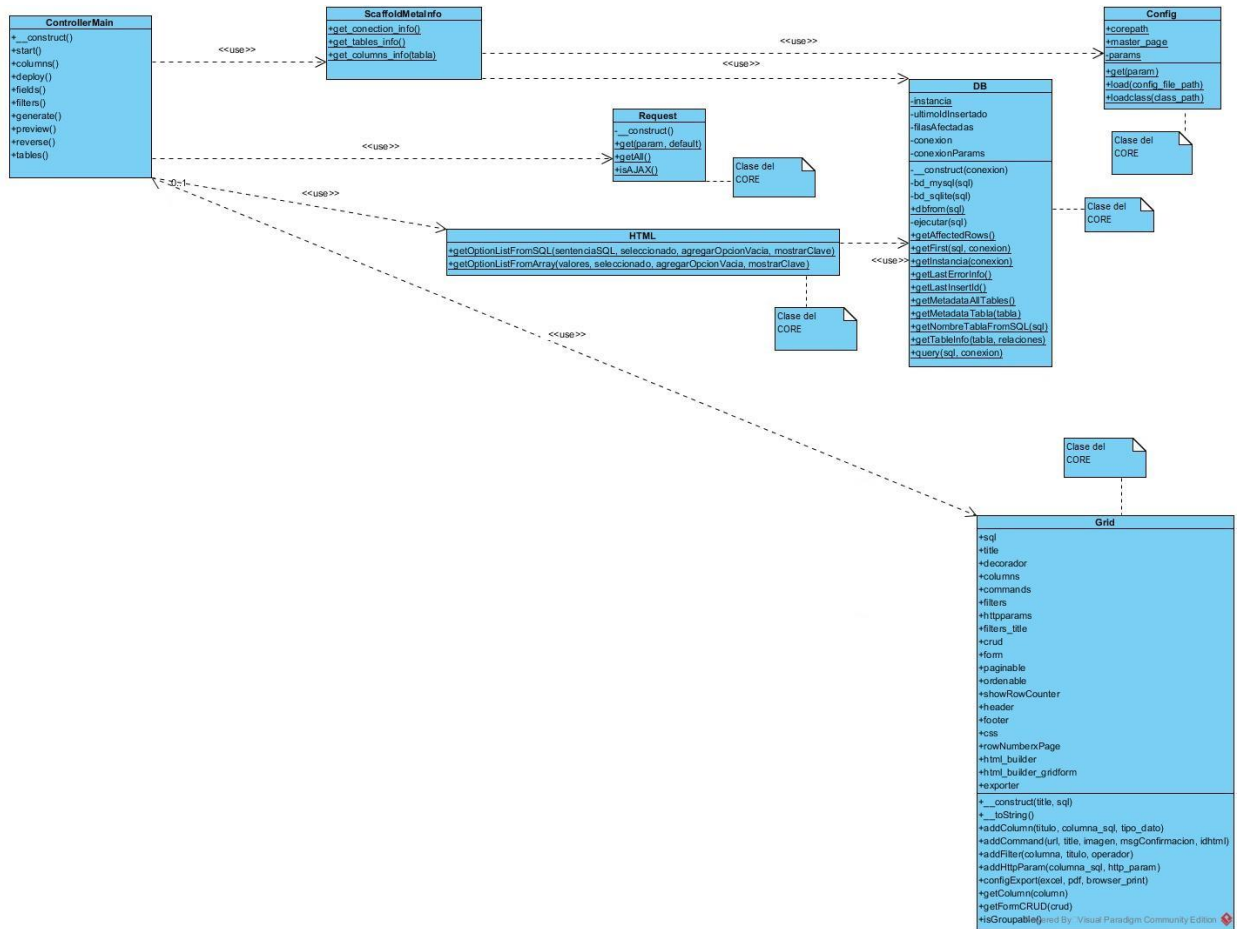 ControllerMain
+__construct()
+start()
+columns()
+deploy()
+fields()
+filters()
+generate()
+preview()
+reverse()
+tables()
<<use>>
ScaffoldMetaInfo
+get_conection_info()
+get_tables_info()
+get_columns_info(tabla)
<<use>>
<<use>>
Config
+corepath
+master_page
-params
+get(param)
+load(config_file_path)
+loadclass(class_path)
Clase del
CORE
Request
-__construct()
+get(param, default)
+getAll()
+isAJAX()
<<use>>
Clase del
CORE
DB
-instancia
-ultimoIdInsertado
-filasAfectadas
-conexion
-conexionParams
-__construct(conexion)
-bd_mysql(sql)
-bd_sqlite(sql)
+dbfrom(sql)
-ejecutar(sql)
+getAffectedRows()
+getFirst(sql, conexion)
+getInstancia(conexion)
+getLastErrorInfo()
+getLastInsertId()
+getMetadataAllTables()
+getMetadataTabla(tabla)
+getNombreTablaFromSQL(sql)
+getTableInfo(tabla, relaciones)
+query(sql, conexion)
Clase del
CORE
0..1
<<use>>
HTML
+getOptionListFromSQL(sentenciaSQL, seleccionado, agregarOpcionVacia, mostrarClave)
+getOptionListFromArray(valores, seleccionado, agregarOpcionVacia, mostrarClave)
<<use>>
Clase del
CORE
<<use>>
Clase del
CORE
Grid
+sql
+title
+decorador
+columns
+commands
+filters
+httpparams
+filters_title
+crud
+form
+paginable
+ordenable
+showRowCounter
+header
+footer
+css
+rowNumberxPage
+html_builder
+html_builder_gridform
+exporter
+__construct(title, sql)
+__toString()
+addColumn(titulo, columna_sql, tipo_dato)
+addCommand(url, title, imagen, msgConfirmacion, idhtml)
+addFilter(columna, titulo, operador)
+addHttpParam(columna_sql, http_param)
+configExport(excel, pdf, browser_print)
+getColumn(column)
+getFormCRUD(crud)
+isGroupable()
ered By Visual Paradigm Community Edition